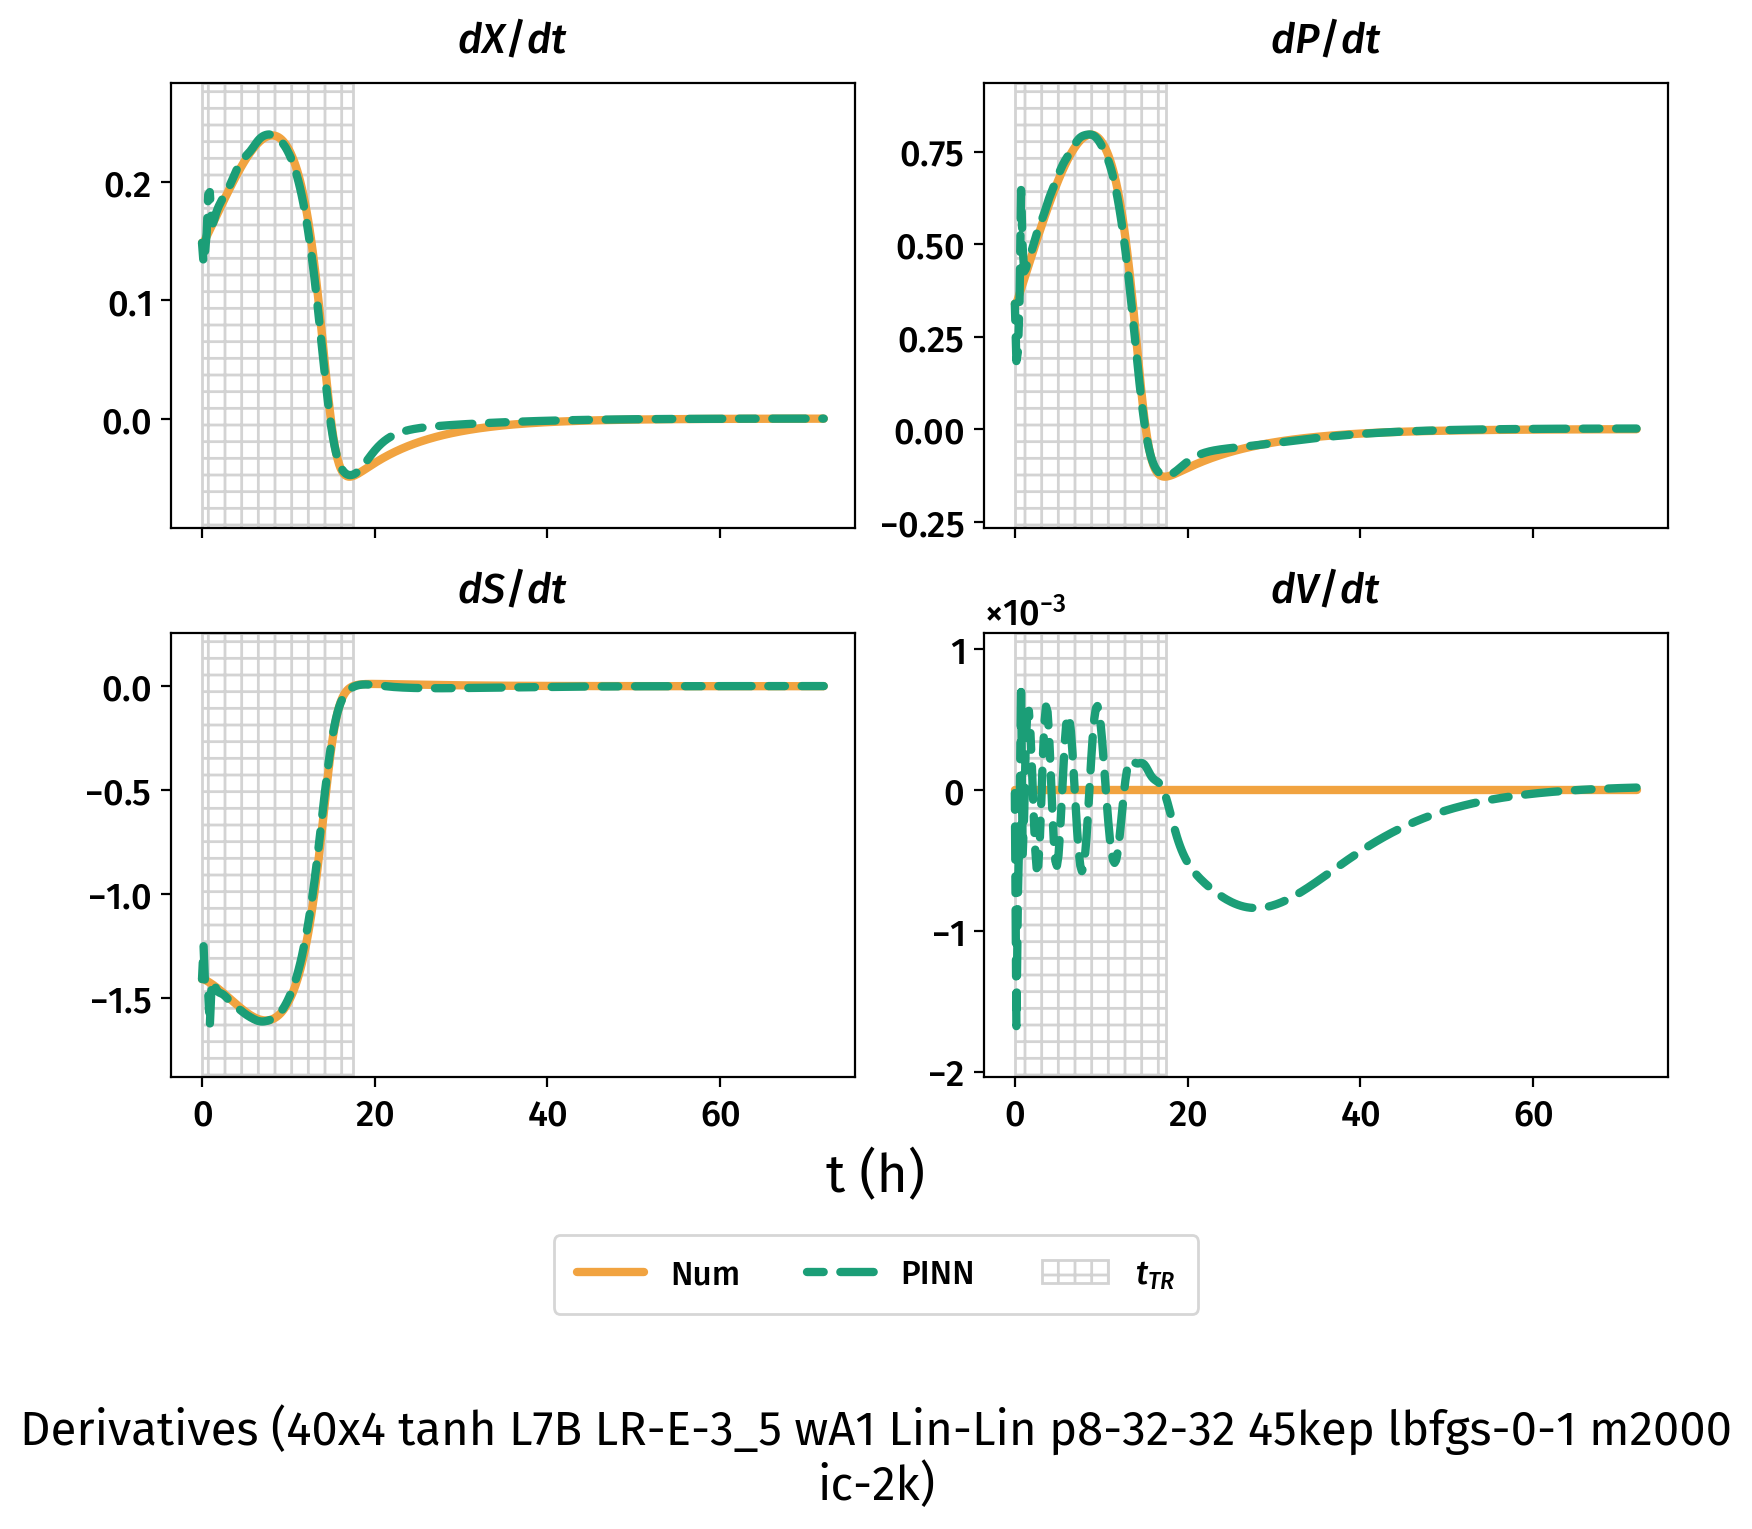 dX/dt
0.2
0.1
0.0
dP/dt
0.75
0.50
0.25
0.00
−0.25
dS/dt
0.0
−0.5
−1.0
−1.5
0 20 40 60
dV/dt
×10⁻³
1
0
−1
−2
0 20 40 60
t (h)
Num PINN t_TR
Derivatives (40x4 tanh L7B LR-E-3_5 wA1 Lin-Lin p8-32-32 45kep lbfgs-0-1 m2000
ic-2k)